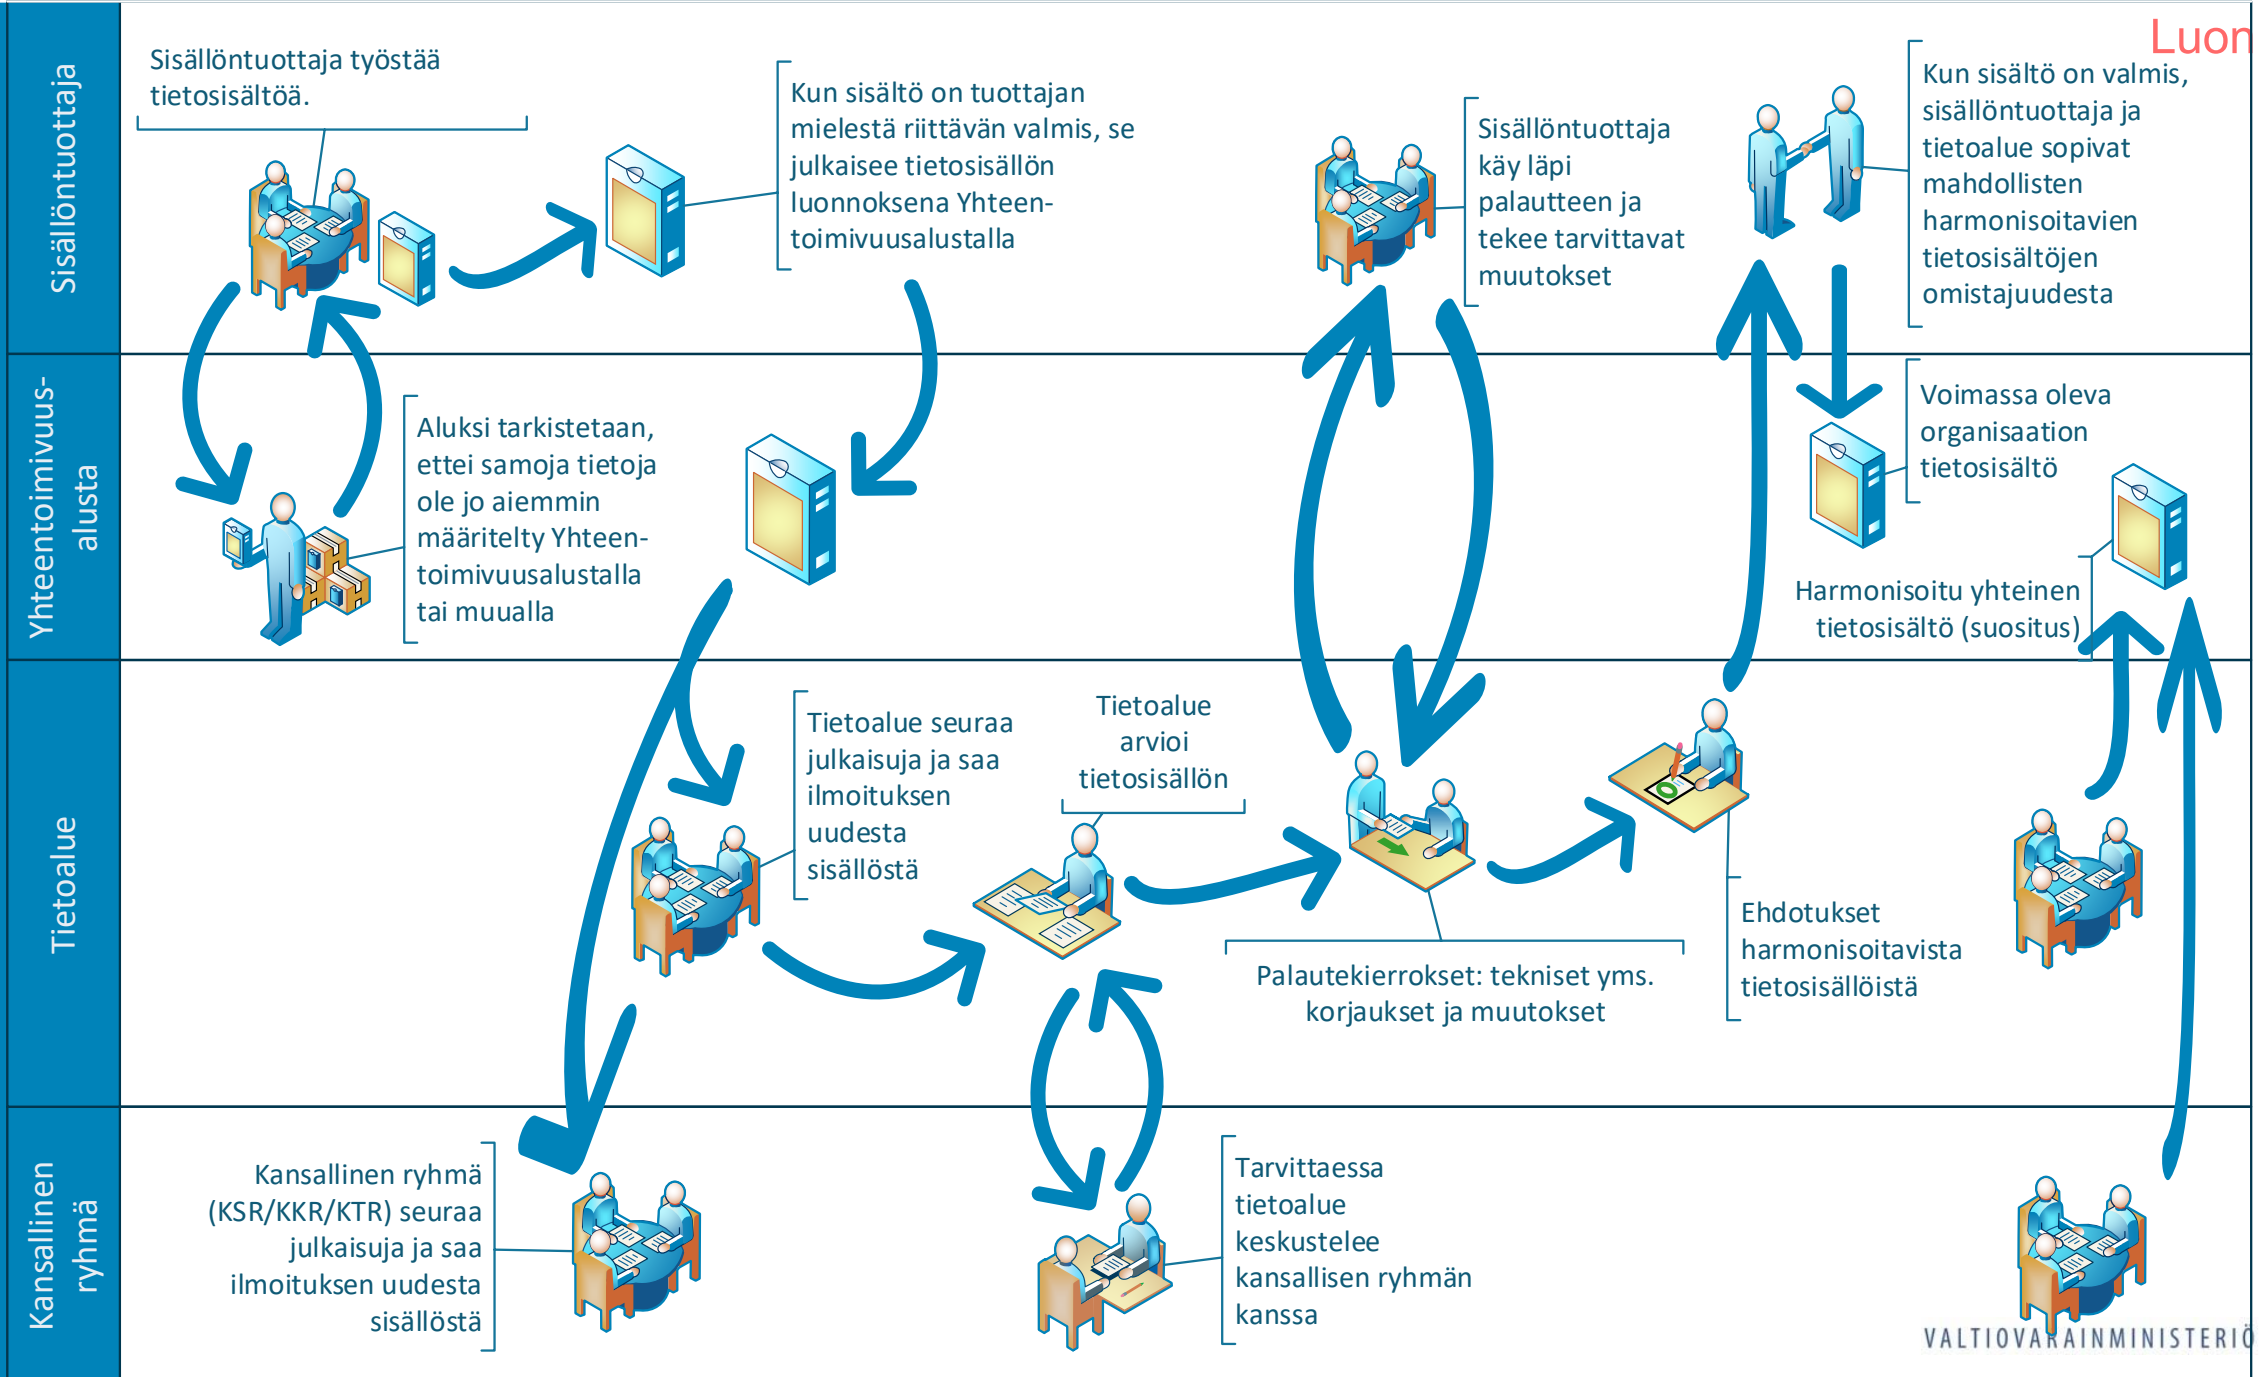 Luon
Sisällöntuottaja
Sisällöntuottaja työstää
tietosisältöä.
Kun sisältö on tuottajan
mielestä riittävän valmis, se
julkaisee tietosisällön
luonnoksena Yhteen-
toimivuusalustalla
Sisällöntuottaja
käy läpi
palautteen ja
tekee tarvittavat
muutokset
Kun sisältö on valmis,
sisällöntuottaja ja
tietoalue sopivat
mahdollisten
harmonisoitavien
tietosisältöjen
omistajuudesta
Yhteentoimivuus-
alusta
Aluksi tarkistetaan,
ettei samoja tietoja
ole jo aiemmin
määritelty Yhteen-
toimivuusalustalla
tai muualla
Voimassa oleva
organisaation
tietosisältö
Harmonisoitu yhteinen
tietosisältö (suositus)
Tietoalue
Tietoalue seuraa
julkaisuja ja saa
ilmoituksen
uudesta
sisällöstä
Tietoalue
arvioi
tietosisällön
Palautekierrokset: tekniset yms.
korjaukset ja muutokset
Ehdotukset
harmonisoitavista
tietosisällöistä
Kansallinen
ryhmä
Kansallinen ryhmä
(KSR/KKR/KTR) seuraa
julkaisuja ja saa
ilmoituksen uudesta
sisällöstä
Tarvittaessa
tietoalue
keskustelee
kansallisen ryhmän
kanssa
VALTIOVARAINMINISTERIÖ